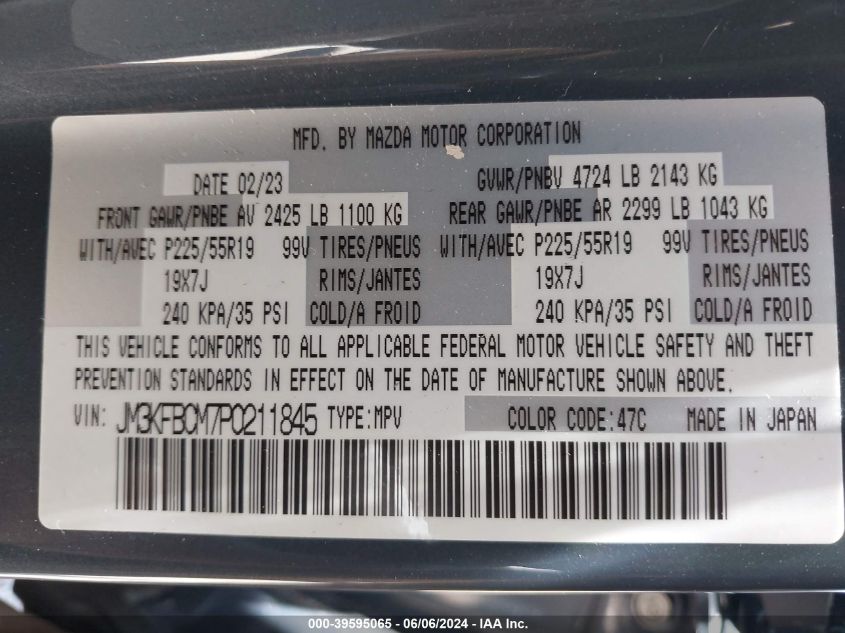 MFD. BY MAZDA MOTOR CORPORATION
DATE 02/23 GVWR/PNBV 4724 LB 2143 KG
FRONT GAWR/PNBE AV 2425 LB 1100 KG REAR GAWR/PNBE AR 2299 LB 1043 KG
WITH/AVEC P225/55R19 99V TIRES/PNEUS WITH/AVEC P225/55R19 99V TIRES/PNEUS
19X7J RIMS/JANTES 19X7J RIMS/JANTES
240 KPA/35 PSI COLD/A FROID 240 KPA/35 PSI COLD/A FROID
THIS VEHICLE CONFORMS TO ALL APPLICABLE FEDERAL MOTOR VEHICLE SAFETY AND THEFT
PREVENTION STANDARDS IN EFFECT ON THE DATE OF MANUFACTURE SHOWN ABOVE.
VIN: JM3KFBCM7P0211845 TYPE:MPV COLOR CODE:47C MADE IN JAPAN
000-39595065 - 06/06/2024 - IAA Inc.